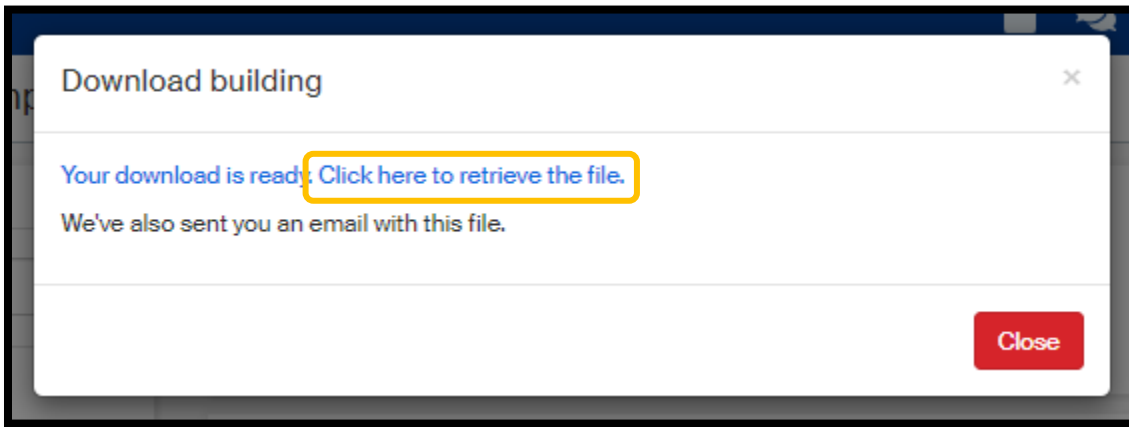 Download building
×
Your download is ready. Click here to retrieve the file.
We've also sent you an email with this file.
Close